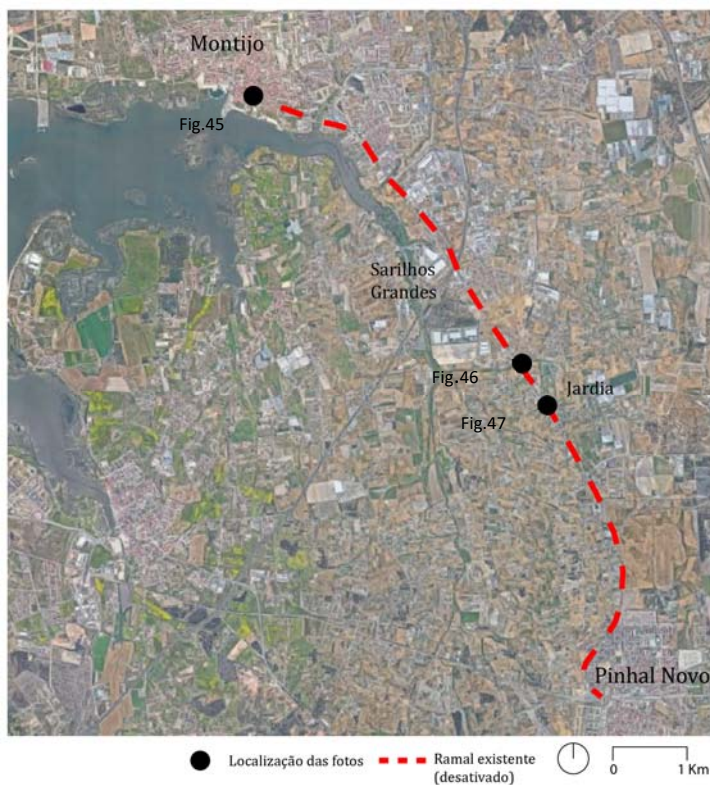 Montijo
Fig.45
Sarilhos
Grandes
Fig.46
Jardia
Fig.47
Pinhal Novo
Localização das fotos
Ramal existente
(desativado)
0 1 Km